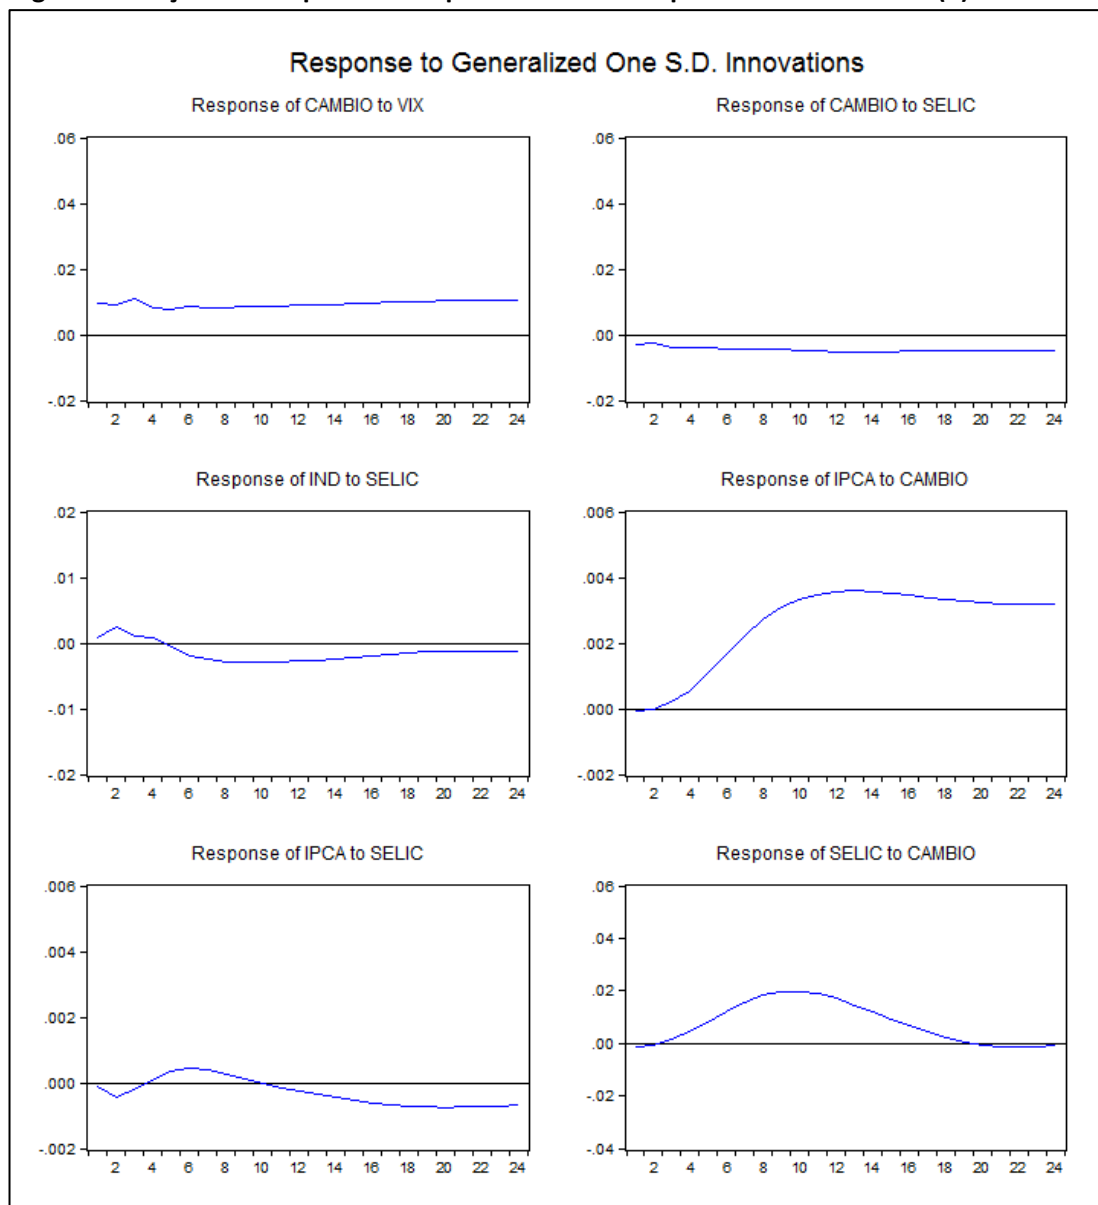 Response to Generalized One S.D. Innovations
Response of CAMBIO to VIX
.06
.04
.02
.00
-.02
2 4 6 8 10 12 14 16 18 20 22 24
Response of CAMBIO to SELIC
.06
.04
.02
.00
-.02
2 4 6 8 10 12 14 16 18 20 22 24
Response of IND to SELIC
.02
.01
.00
-.01
-.02
2 4 6 8 10 12 14 16 18 20 22 24
Response of IPCA to CAMBIO
.006
.004
.002
.000
-.002
2 4 6 8 10 12 14 16 18 20 22 24
Response of IPCA to SELIC
.006
.004
.002
.000
-.002
2 4 6 8 10 12 14 16 18 20 22 24
Response of SELIC to CAMBIO
.06
.04
.02
.00
-.02
-.04
2 4 6 8 10 12 14 16 18 20 22 24